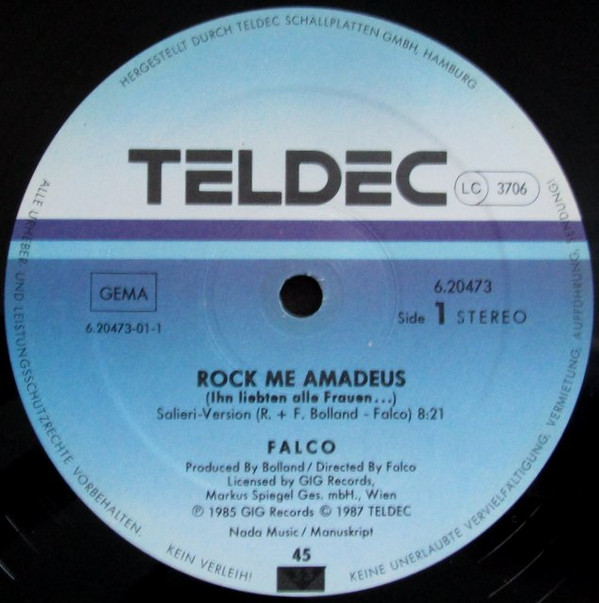 HERGESTELLT DURCH TELDEC SCHALLPLATTEN GMBH, HAMBURG
TELDEC
LC 3706
GEMA
6.20473-01-1
6.20473
Side 1 STEREO
ROCK ME AMADEUS
(Ihn liebten alle Frauen...)
Salieri-Version (R. + F. Bolland - Falco) 8:21
FALCO
Produced By Bolland / Directed By Falco
Licensed by GIG Records,
Markus Spiegel Ges. mbH., Wien
℗ 1985 GIG Records © 1987 TELDEC
Nada Music / Manuskript
45
ALLE URHEBER- UND LEISTUNGSSCHUTZRECHTE VORBEHALTEN. KEIN VERLEIH! KEINE UNERLAUBTE VERVIELFÄLTIGUNG, VERMIETUNG, AUFFÜHRUNG, SENDUNG!